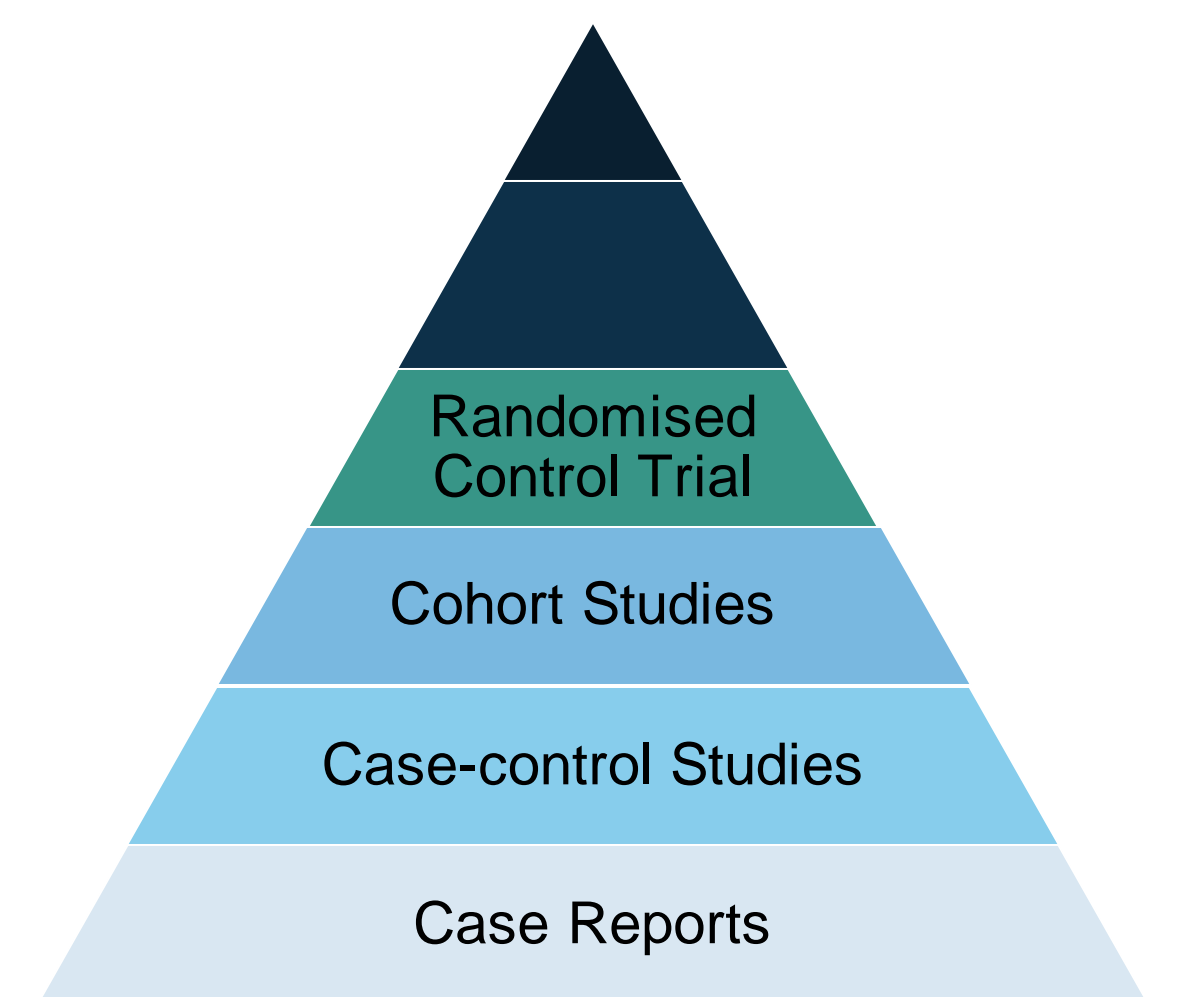 Randomised
Control Trial
Cohort Studies
Case-control Studies
Case Reports